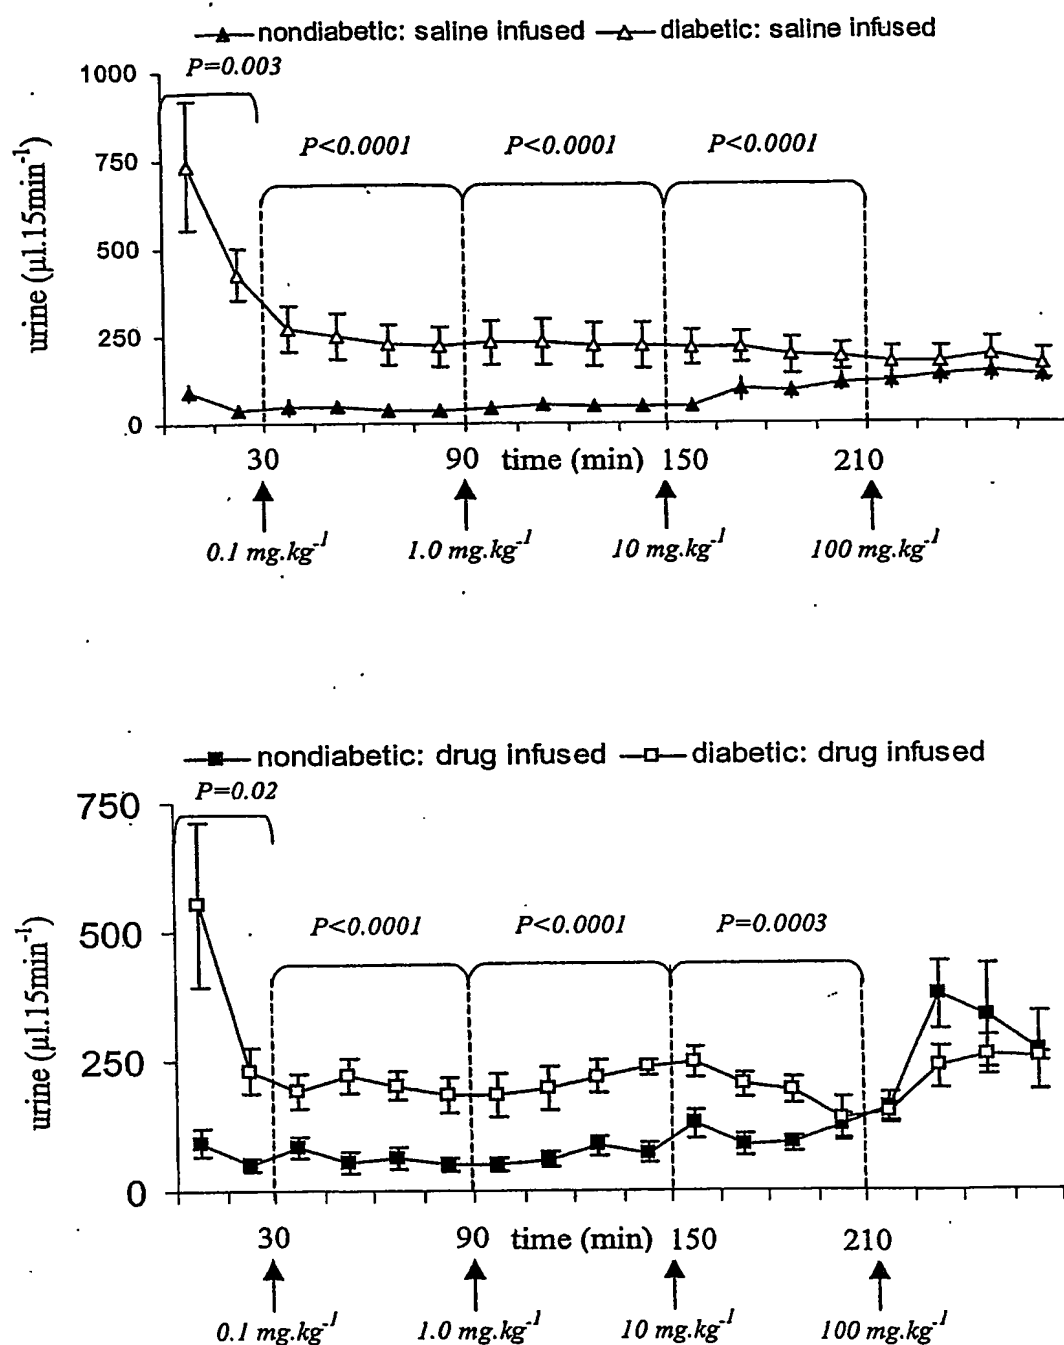 nondiabetic: saline infused diabetic: saline infused
P=0.003
1000
P<0.0001 P<0.0001 P<0.0001
750
500
250
0
urine (µl.15min⁻¹)
30 90 time (min) 150 210
0.1 mg.kg⁻¹ 1.0 mg.kg⁻¹ 10 mg.kg⁻¹ 100 mg.kg⁻¹
nondiabetic: drug infused diabetic: drug infused
P=0.02
750
P<0.0001 P<0.0001 P=0.0003
500
250
0
urine (µl.15min⁻¹)
30 90 time (min) 150 210
0.1 mg.kg⁻¹ 1.0 mg.kg⁻¹ 10 mg.kg⁻¹ 100 mg.kg⁻¹